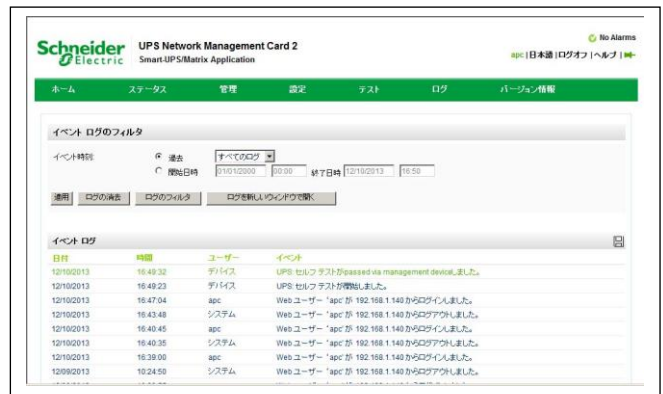 No Alarms
Schneider Electric
UPS Network Management Card 2
Smart-UPS/Matrix Application
apc | 日本語 | ログオフ | ヘルプ |
ホーム ステータス 管理 設定 テスト ログ バージョン情報
イベント ログのフィルタ
イベント時刻: 過去 すべてのログ
開始日時 01/01/2000 00:00 終了日時 12/10/2013 16:50
適用 ログの消去 ログのフィルタ ログを新しいウィンドウで開く
イベント ログ
日付 時間 ユーザー イベント
12/10/2013 16:49:32 デバイス UPS: セルフ テストがpassed via management device しました。
12/10/2013 16:49:23 デバイス UPS: セルフ テストが開始しました。
12/10/2013 16:47:04 apc Web ユーザー 'apc' が 192.168.1.140 からログインしました。
12/10/2013 16:43:48 システム Web ユーザー 'apc' が 192.168.1.140 からログアウトしました。
12/10/2013 16:40:45 apc Web ユーザー 'apc' が 192.168.1.140 からログインしました。
12/10/2013 16:40:35 システム Web ユーザー 'apc' が 192.168.1.140 からログアウトしました。
12/10/2013 16:39:00 apc Web ユーザー 'apc' が 192.168.1.140 からログインしました。
12/09/2013 10:24:50 システム Web ユーザー 'apc' が 192.168.1.140 からログアウトしました。